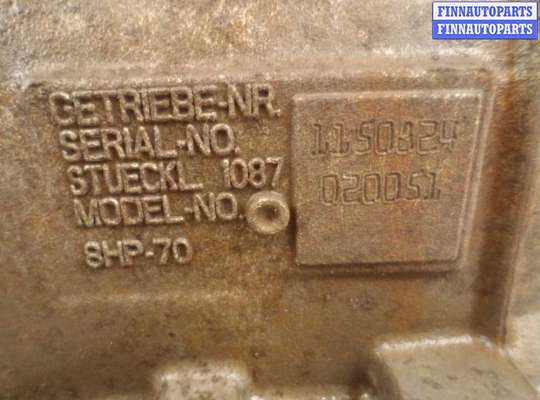 FINNAUTOPARTS
FINNAUTOPARTS
GETRIEBE-NR.
SERIAL-NO.
STUECKL. 1087
MODEL-NO.
8HP-70
1150824
020051